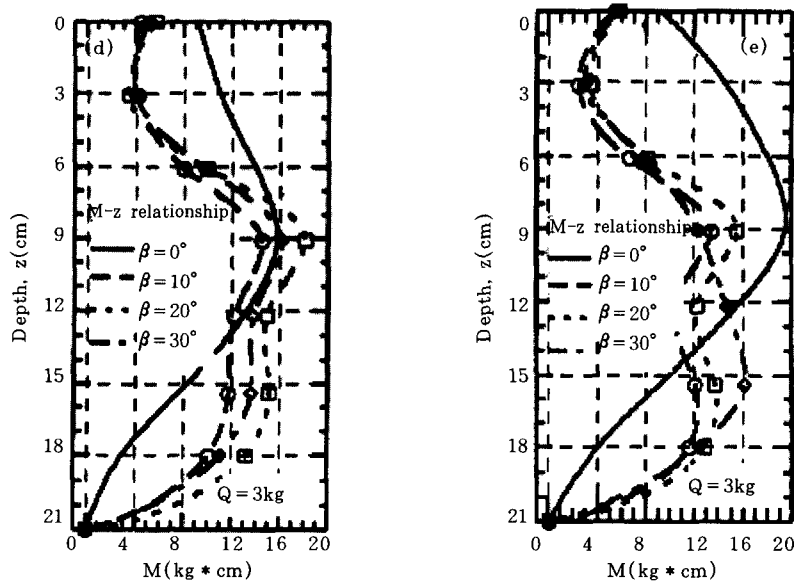 (d)
0
3
6
9
12
15
18
21
Depth, z(cm)
M-z relationship
β=0°
β=10°
β=20°
β=30°
Q=3kg
0 4 8 12 16 20
M(kg*cm)
(e)
0
3
6
9
12
15
18
21
Depth, z(cm)
M-z relationship
β=0°
β=10°
β=20°
β=30°
Q=3kg
0 4 8 12 16 20
M(kg*cm)